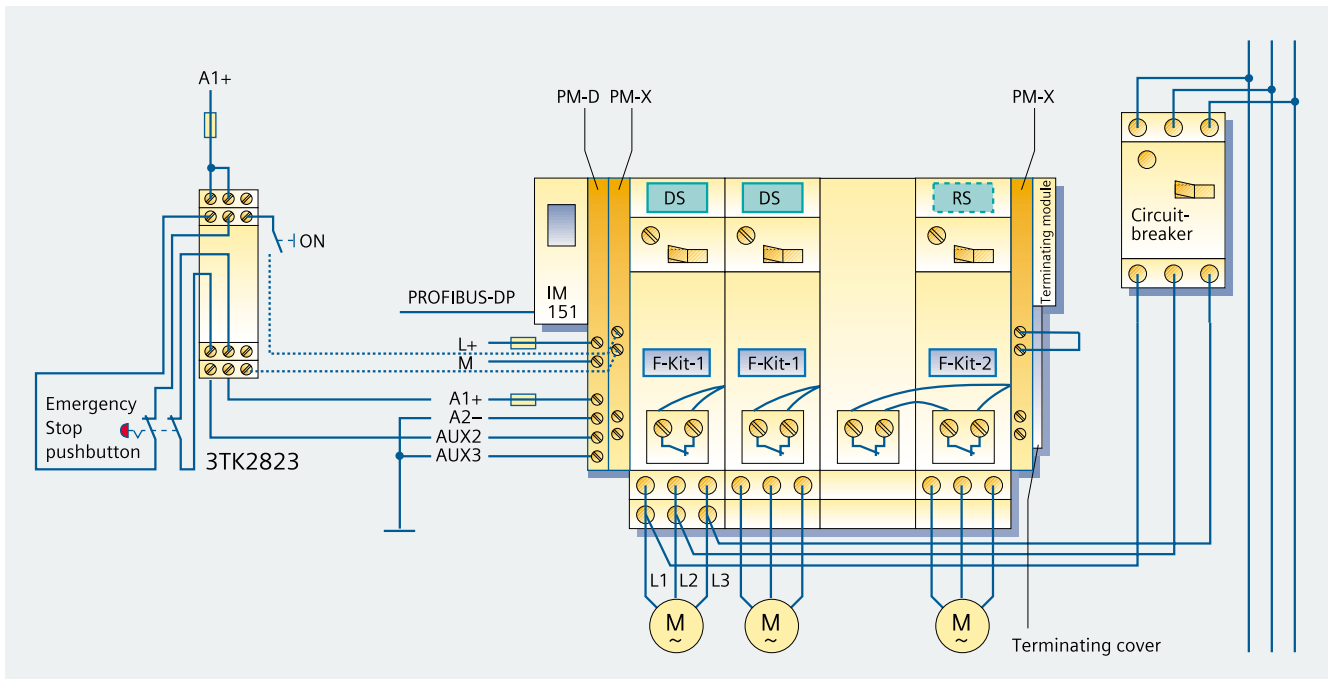 A1+
ON
Emergency
Stop
pushbutton
3TK2823
PROFIBUS-DP
L+
M
A1+
A2–
AUX2
AUX3
PM-D PM-X
PM-X
IM
151
DS
DS
RS
F-Kit-1
F-Kit-1
F-Kit-2
Terminating module
Circuit-
breaker
L1 L2 L3
M
~
M
~
M
~
Terminating cover